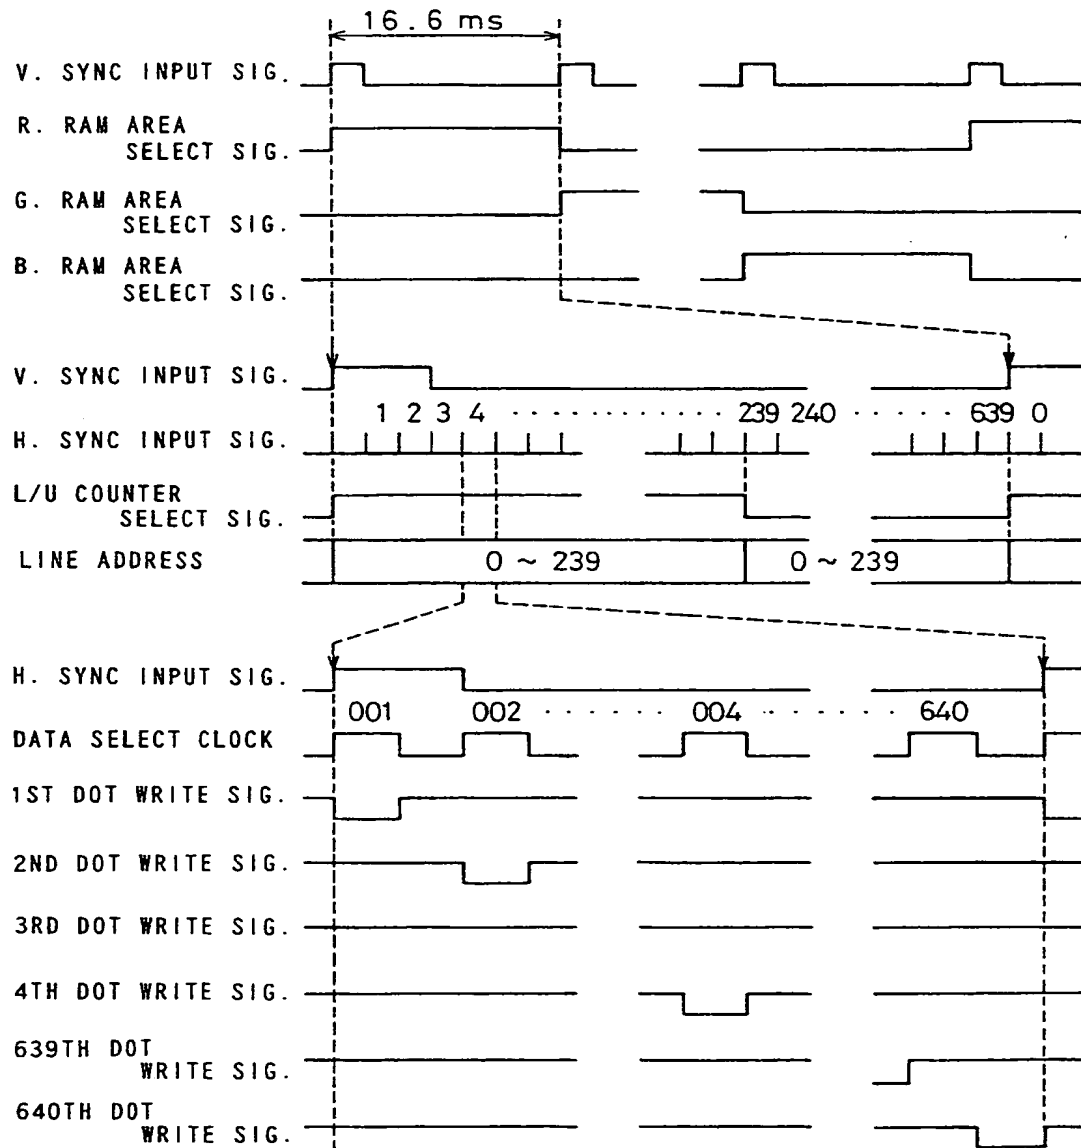 16.6 ms
V. SYNC INPUT SIG.
R. RAM AREA
SELECT SIG.
G. RAM AREA
SELECT SIG.
B. RAM AREA
SELECT SIG.
V. SYNC INPUT SIG.
1 2 3 4 · · · · · · · · · · · 239 240 · · · · · · 639 0
H. SYNC INPUT SIG.
L/U COUNTER
SELECT SIG.
LINE ADDRESS 0 ~ 239 0 ~ 239
H. SYNC INPUT SIG.
001 002 · · · · · · · 004 · · · · · · · 640
DATA SELECT CLOCK
1ST DOT WRITE SIG.
2ND DOT WRITE SIG.
3RD DOT WRITE SIG.
4TH DOT WRITE SIG.
639TH DOT
WRITE SIG.
640TH DOT
WRITE SIG.